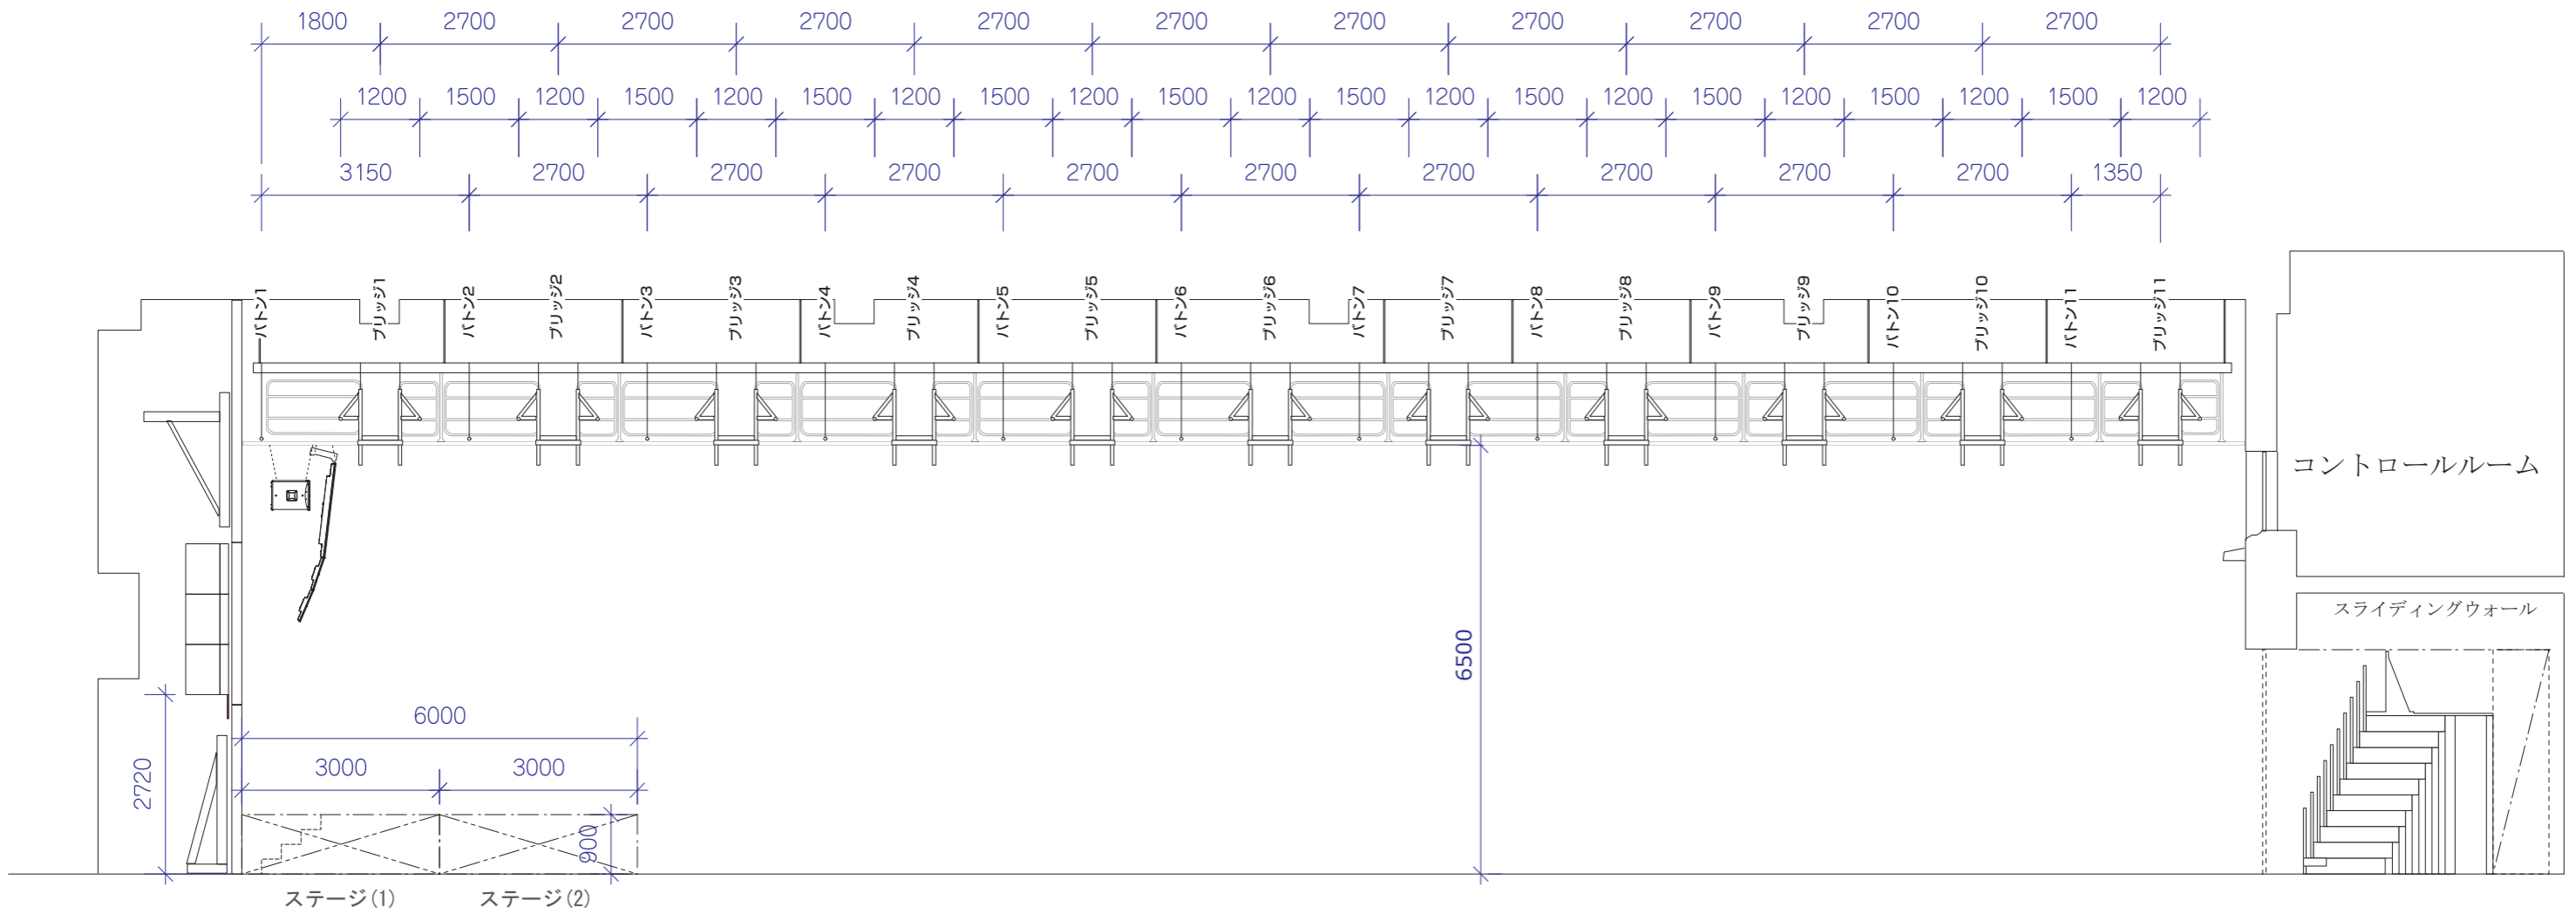 1800 2700 2700 2700 2700 2700 2700 2700 2700 2700 2700
1200 1500 1200 1500 1200 1500 1200 1500 1200 1500 1200 1500 1200 1500 1200 1500 1200 1500 1200 1500 1200
3150 2700 2700 2700 2700 2700 2700 2700 2700 2700 1350
バトン1 ブリッジ1 バトン2 ブリッジ2 バトン3 ブリッジ3 バトン4 ブリッジ4 バトン5 ブリッジ5 バトン6 ブリッジ6 バトン7 ブリッジ7 バトン8 ブリッジ8 バトン9 ブリッジ9 バトン10 ブリッジ10 バトン11 ブリッジ11
コントロールルーム
スライディングウォール
6500
6000
3000 3000
2720
900
ステージ(1) ステージ(2)